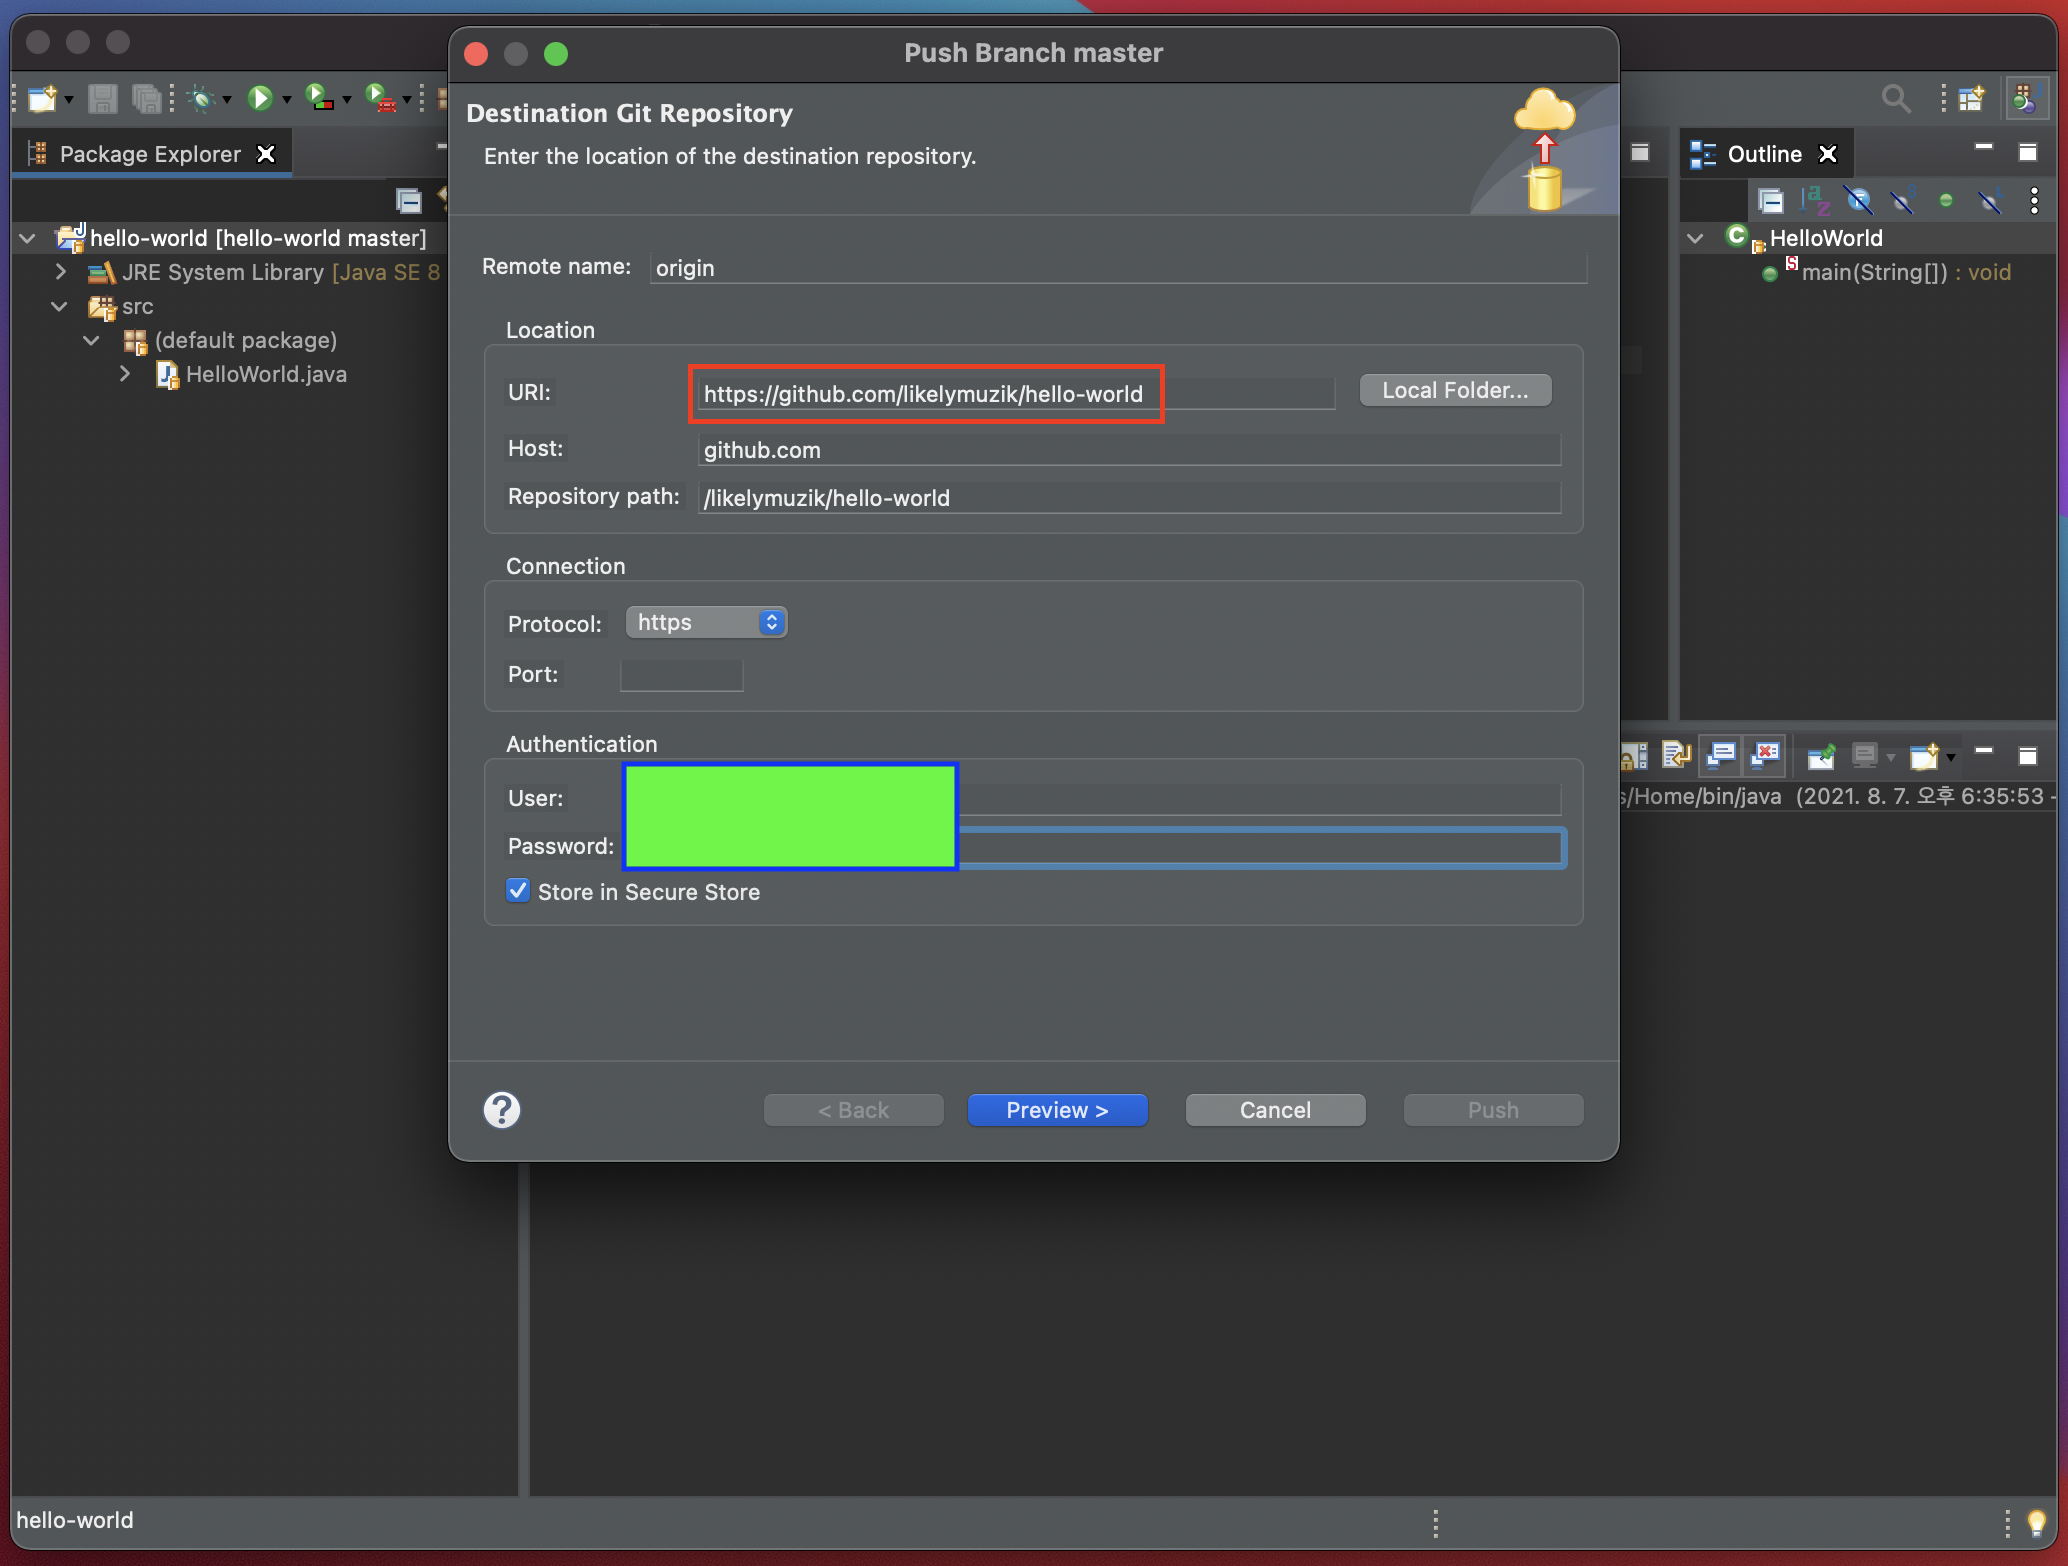 Push Branch master
Destination Git Repository
Enter the location of the destination repository.
Package Explorer
hello-world [hello-world master]
JRE System Library [Java SE 8
src
(default package)
HelloWorld.java
Remote name: origin
Location
URI: https://github.com/likelymuzik/hello-world
Local Folder...
Host: github.com
Repository path: /likelymuzik/hello-world
Connection
Protocol: https
Port:
Authentication
User:
Password:
Store in Secure Store
< Back
Preview >
Cancel
Push
Outline
HelloWorld
main(String[]) : void
s/Home/bin/java (2021. 8. 7. 오후 6:35:53 -
hello-world